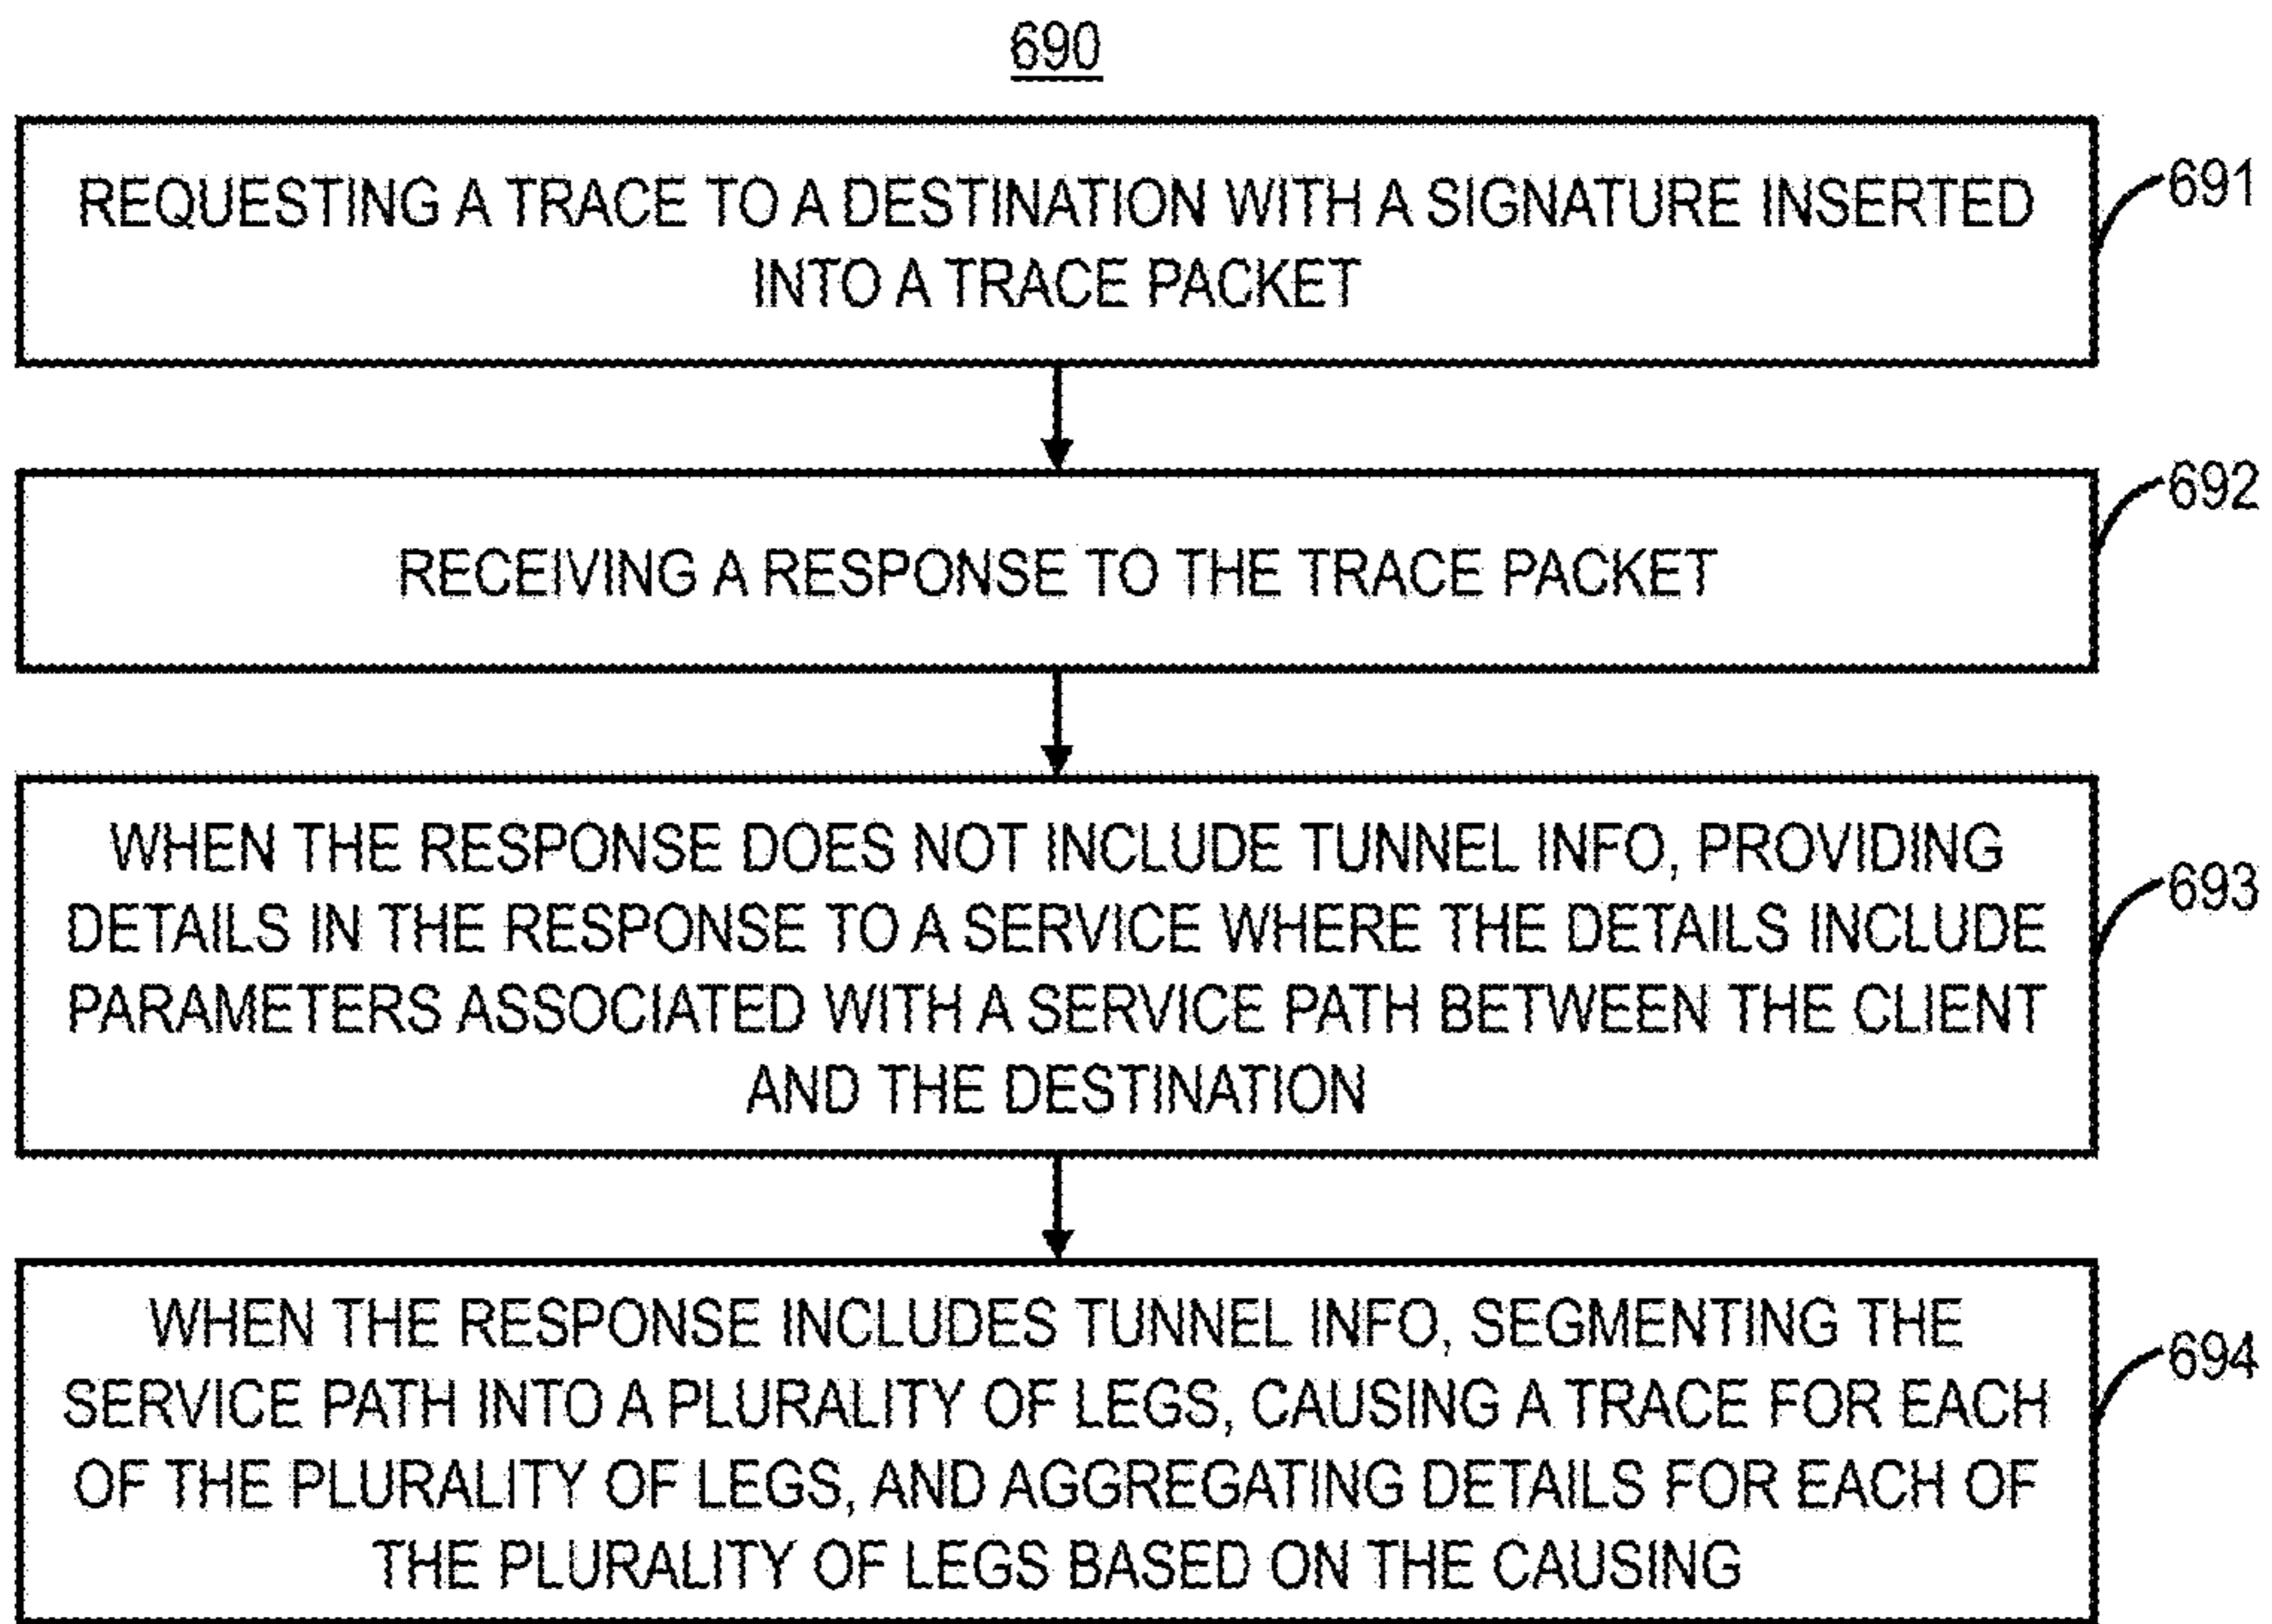 690
REQUESTING A TRACE TO A DESTINATION WITH A SIGNATURE INSERTED
INTO A TRACE PACKET
691
RECEIVING A RESPONSE TO THE TRACE PACKET
692
WHEN THE RESPONSE DOES NOT INCLUDE TUNNEL INFO, PROVIDING
DETAILS IN THE RESPONSE TO A SERVICE WHERE THE DETAILS INCLUDE
PARAMETERS ASSOCIATED WITH A SERVICE PATH BETWEEN THE CLIENT
AND THE DESTINATION
693
WHEN THE RESPONSE INCLUDES TUNNEL INFO, SEGMENTING THE
SERVICE PATH INTO A PLURALITY OF LEGS, CAUSING A TRACE FOR EACH
OF THE PLURALITY OF LEGS, AND AGGREGATING DETAILS FOR EACH OF
THE PLURALITY OF LEGS BASED ON THE CAUSING
694